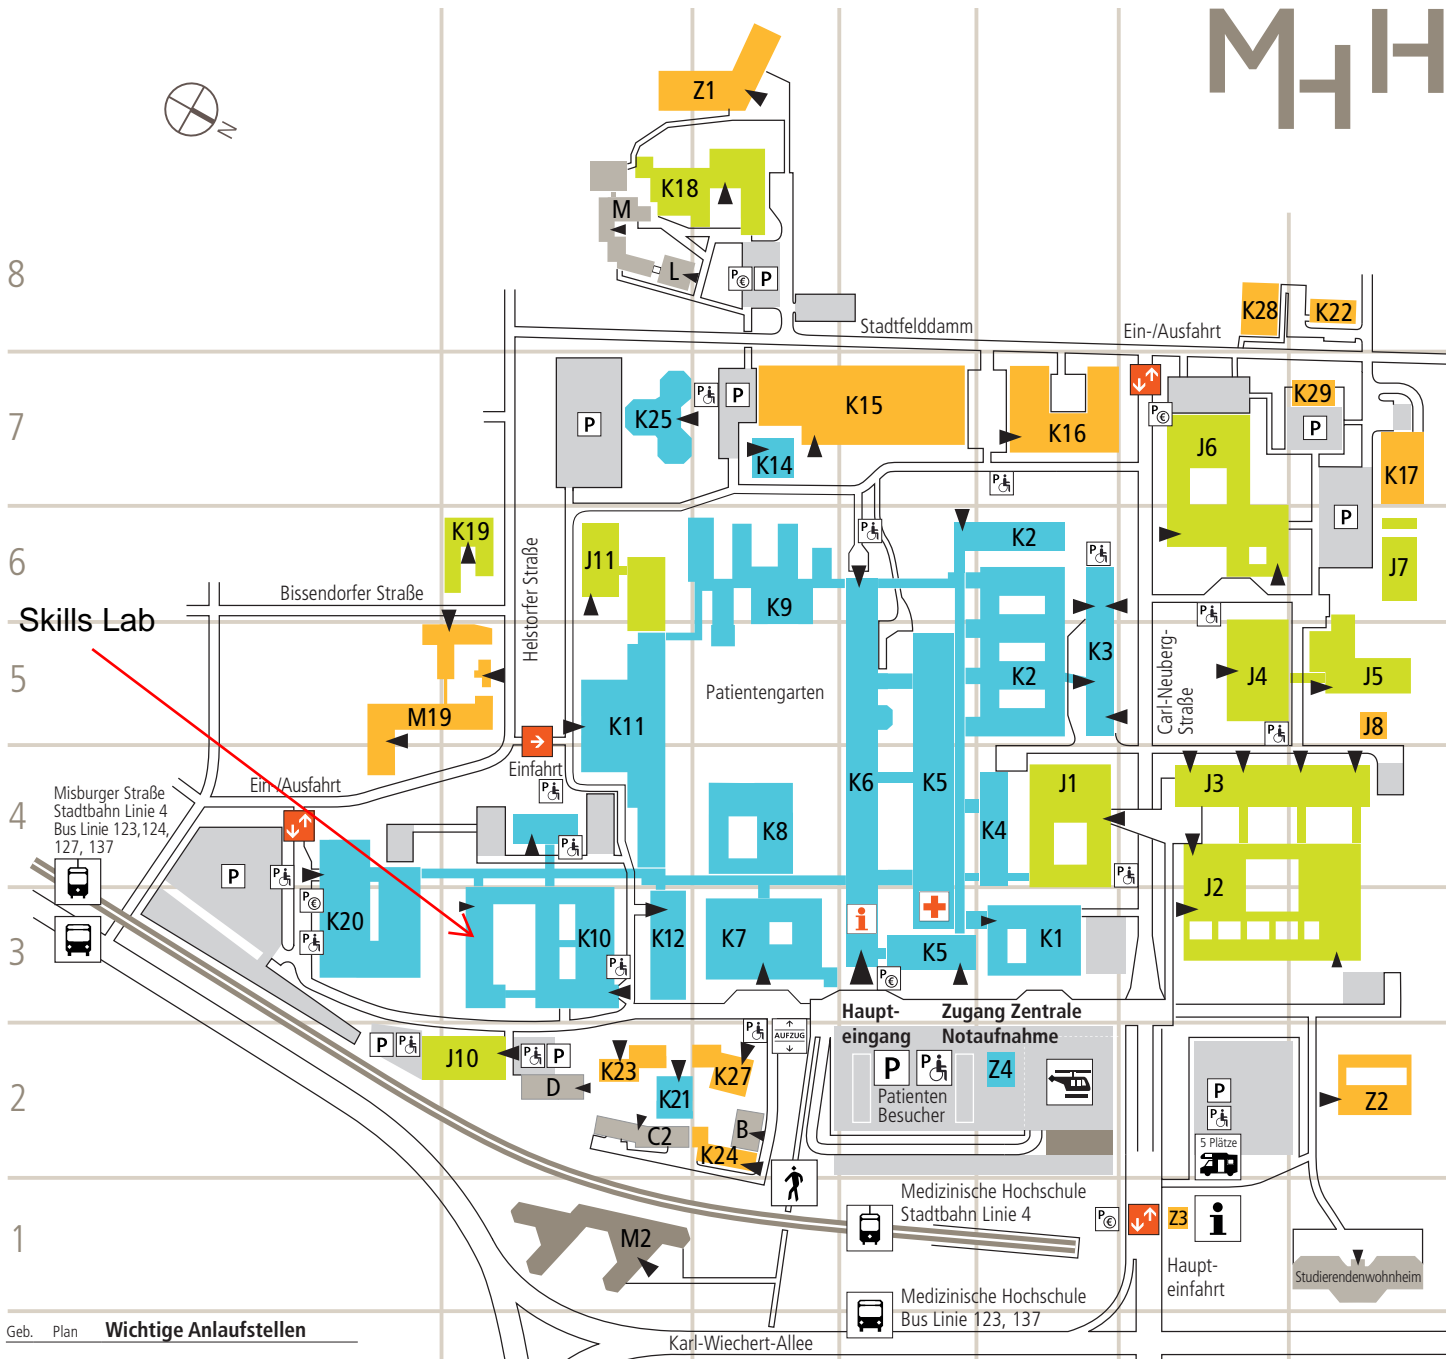 MHH
N
Z1
K18
M
L
P
€
P
8
Stadtfelddamm
Ein-/Ausfahrt
K28
K22
7
P
K25
P
P
K15
K14
K16
P
P
€
J6
K29
P
K17
P
6
K19
Bissendorfer Straße
Helstorfer Straße
J11
K9
P
K2
P
J7
Skills Lab
5
M19
K11
Patientengarten
K2
K3
Carl-Neuberg-
Straße
P
J4
J5
J8
P
Einfahrt
P
Ein-/Ausfahrt
Misburger Straße
Stadtbahn Linie 4
Bus Linie 123,124,
127, 137
4
P
P
P
K8
K6
K5
K4
J1
P
J3
J2
3
P
€
K20
P
K10
P
K12
K7
i
K5
K1
P
€
Haupt-
eingang
Zugang Zentrale
Notaufnahme
2
P
P
J10
P
P
D
K23
K21
K27
P
AUFZUG
P
P
Patienten
Besucher
Z4
C2
B
K24
P
P
5 Plätze
Z2
1
M2
Medizinische Hochschule
Stadtbahn Linie 4
P
€
Z3
i
Haupt-
einfahrt
Studierendenwohnheim
Medizinische Hochschule
Bus Linie 123, 137
Geb. Plan Wichtige Anlaufstellen
Karl-Wiechert-Allee